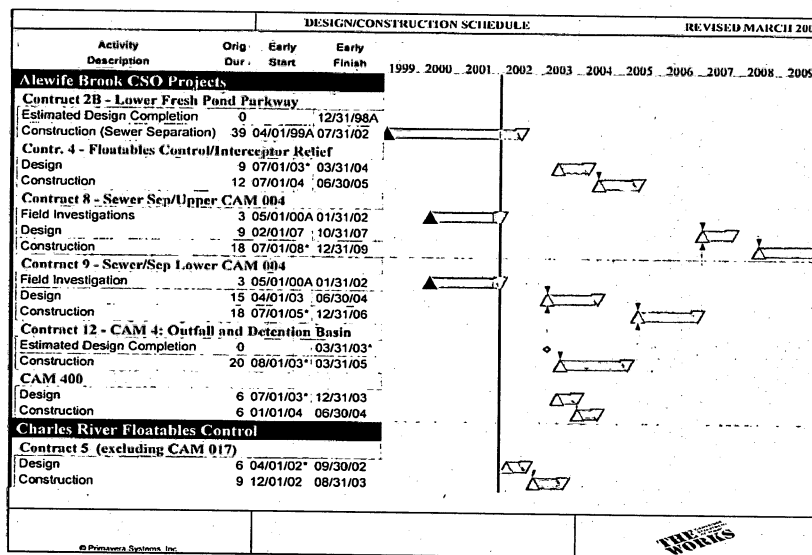 DESIGN/CONSTRUCTION SCHEDULE REVISED MARCH 200
Activity Orig Early Early
Description Dur Start Finish
1999 2000 2001 2002 2003 2004 2005 2006 2007 2008 2009
Alewife Brook CSO Projects
Contract 2B - Lower Fresh Pond Parkway
Estimated Design Completion 0 12/31/98A
Construction (Sewer Separation) 39 04/01/99A 07/31/02
Contr. 4 - Floatables Control/Interceptor Relief
Design 9 07/01/03* 03/31/04
Construction 12 07/01/04 06/30/05
Contract 8 - Sewer Sep/Upper CAM 004
Field Investigations 3 05/01/00A 01/31/02
Design 9 02/01/07 10/31/07
Construction 18 07/01/08* 12/31/09
Contract 9 - Sewer/Sep Lower CAM 004
Field Investigation 3 05/01/00A 01/31/02
Design 15 04/01/03 06/30/04
Construction 18 07/01/05* 12/31/06
Contract 12 - CAM 4: Outfall and Detention Basin
Estimated Design Completion 0 03/31/03*
Construction 20 08/01/03* 03/31/05
CAM 400
Design 6 07/01/03* 12/31/03
Construction 6 01/01/04 06/30/04
Charles River Floatables Control
Contract 5 (excluding CAM 017)
Design 6 04/01/02* 09/30/02
Construction 9 12/01/02 08/31/03
© Primavera Systems, Inc.
THE
WORKS